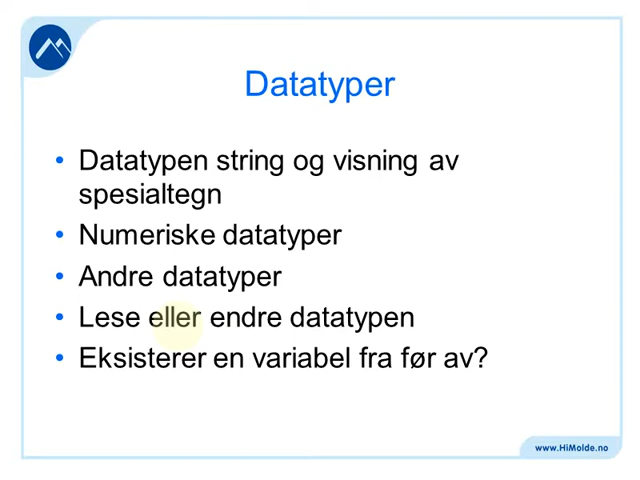 Datatyper
• Datatypen string og visning av
spesialtegn
• Numeriske datatyper
• Andre datatyper
• Lese eller endre datatypen
• Eksisterer en variabel fra før av?
www.HiMolde.no